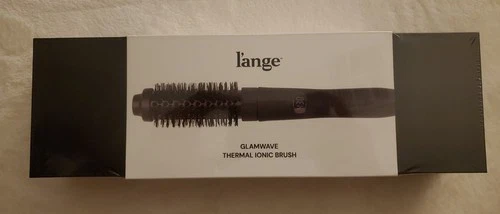 l'ange
GLAMWAVE
THERMAL IONIC BRUSH